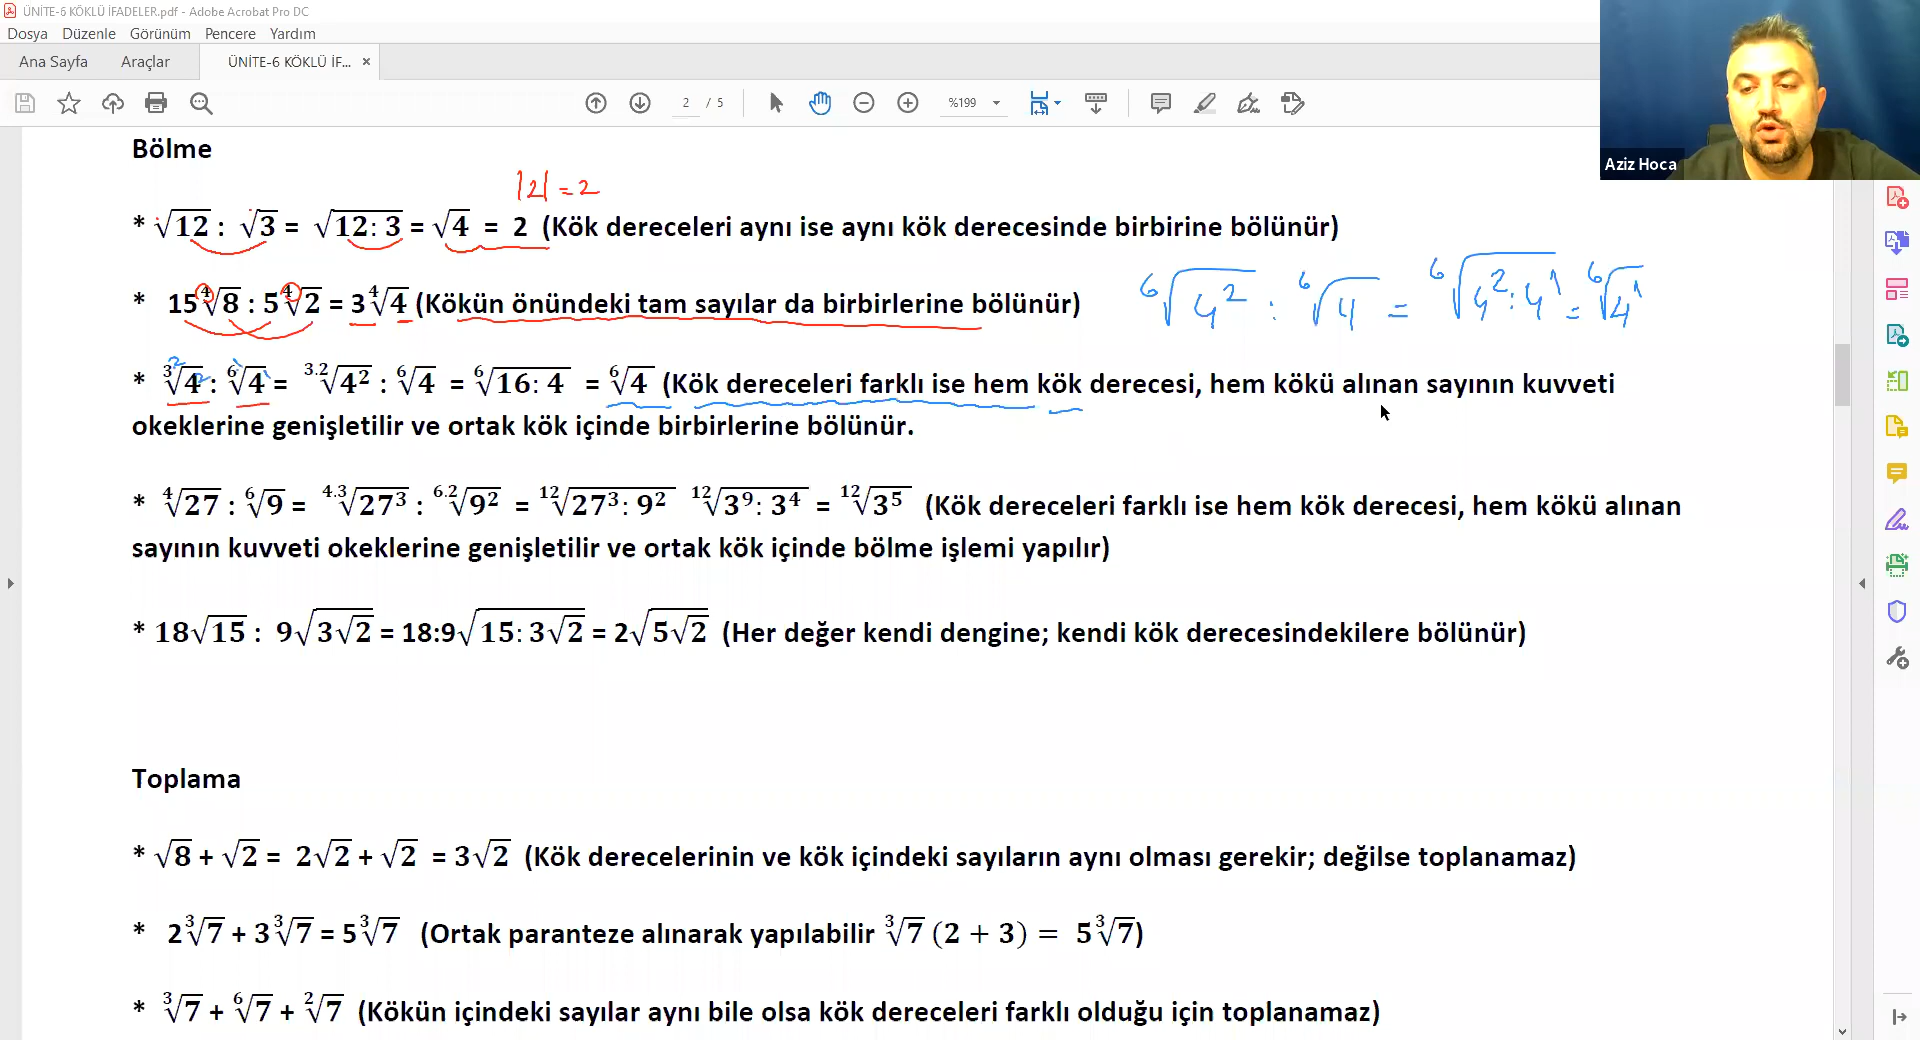 ÜNİTE-6 KÖKLÜ İFADELER.pdf - Adobe Acrobat Pro DC
Dosya Düzenle Görünüm Pencere Yardım
Ana Sayfa Araçlar ÜNİTE-6 KÖKLÜ İF... ×
2 / 5 %199
Aziz Hoca
Bölme
|2| = 2
* √12 : √3 = √(12: 3) = √4 = 2 (Kök dereceleri aynı ise aynı kök derecesinde birbirine bölünür)
* 15⁴√8 : 5⁴√2 = 3⁴√4 (Kökün önündeki tam sayılar da birbirlerine bölünür)
⁶√4² : ⁶√4 = ⁶√(4² : 4¹) = ⁶√4¹
* ³√4 : ⁶√4 = ³·²√4² : ⁶√4 = ⁶√(16: 4) = ⁶√4 (Kök dereceleri farklı ise hem kök derecesi, hem kökü alınan sayının kuvveti
okeklerine genişletilir ve ortak kök içinde birbirlerine bölünür.
* ⁴√27 : ⁶√9 = ⁴·³√27³ : ⁶·²√9² = ¹²√(27³: 9²) ¹²√(3⁹: 3⁴) = ¹²√3⁵ (Kök dereceleri farklı ise hem kök derecesi, hem kökü alınan
sayının kuvveti okeklerine genişletilir ve ortak kök içinde bölme işlemi yapılır)
* 18√15 : 9√(3√2) = 18:9√(15: 3√2) = 2√(5√2) (Her değer kendi dengine; kendi kök derecesindekilere bölünür)
Toplama
* √8 + √2 = 2√2 + √2 = 3√2 (Kök derecelerinin ve kök içindeki sayıların aynı olması gerekir; değilse toplanamaz)
* 2³√7 + 3³√7 = 5³√7 (Ortak paranteze alınarak yapılabilir ³√7 (2 + 3) = 5³√7)
* ³√7 + ⁶√7 + ²√7 (Kökün içindeki sayılar aynı bile olsa kök dereceleri farklı olduğu için toplanamaz)